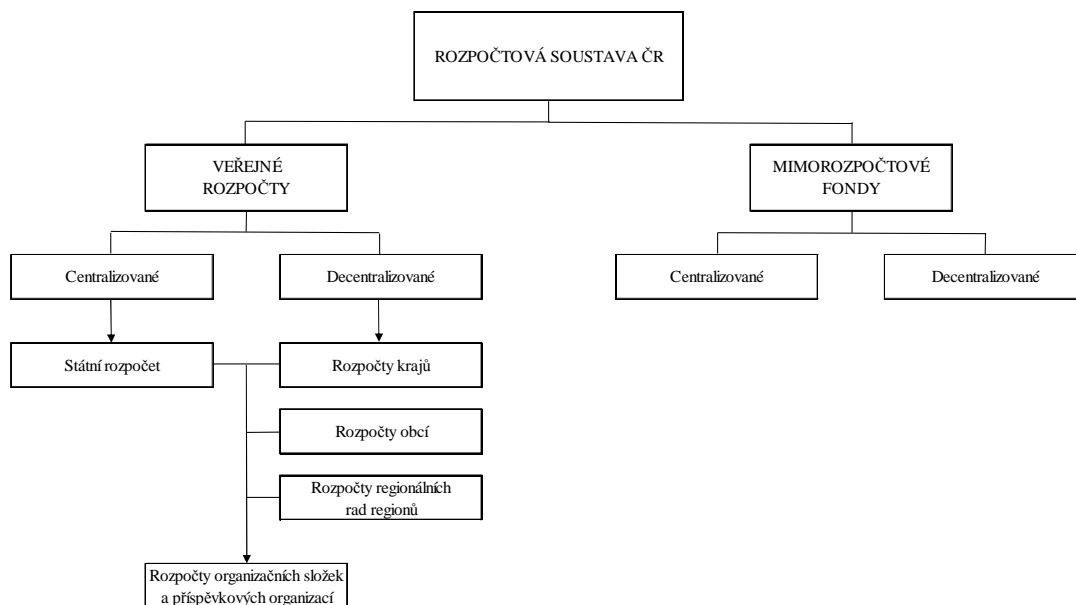 ROZPOČTOVÁ SOUSTAVA ČR
VEŘEJNÉ
ROZPOČTY
MIMOROZPOČTOVÉ
FONDY
Centralizované
Decentralizované
Centralizované
Decentralizované
Státní rozpočet
Rozpočty krajů
Rozpočty obcí
Rozpočty regionálních
rad regionů
Rozpočty organizačních složek
a příspěvkových organizací